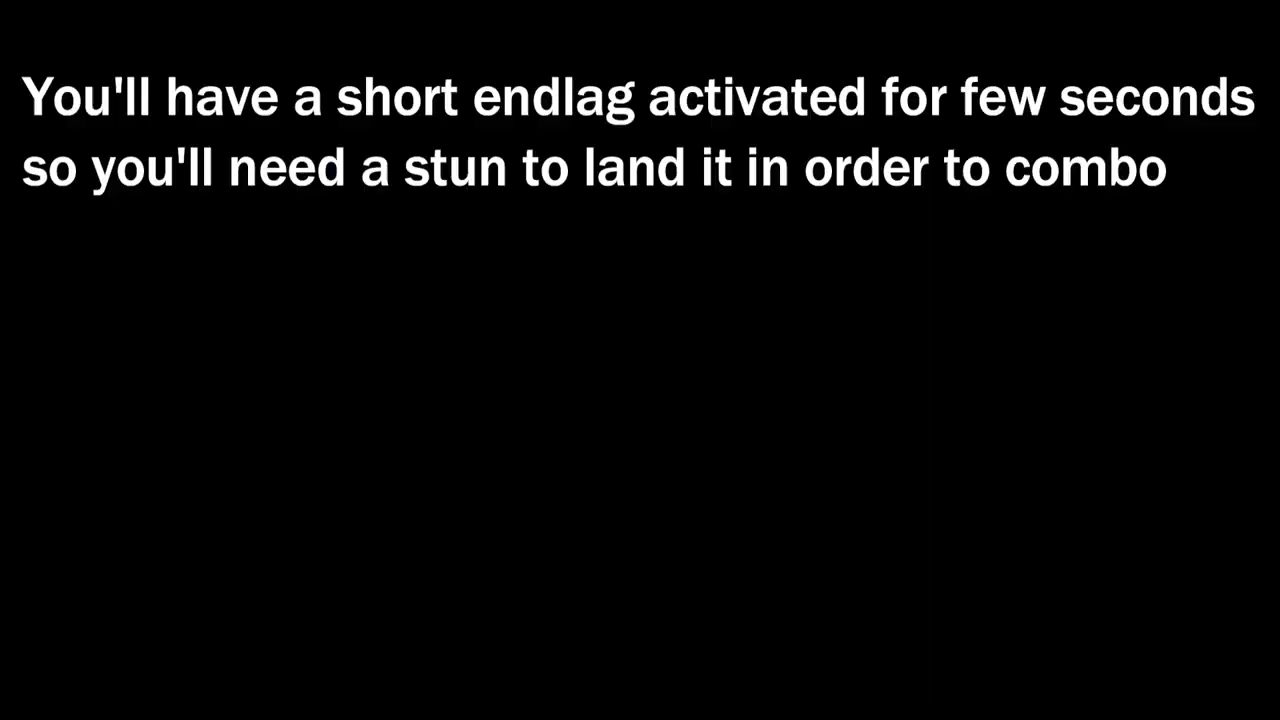 You'll have a short endlag activated for few seconds
so you'll need a stun to land it in order to combo